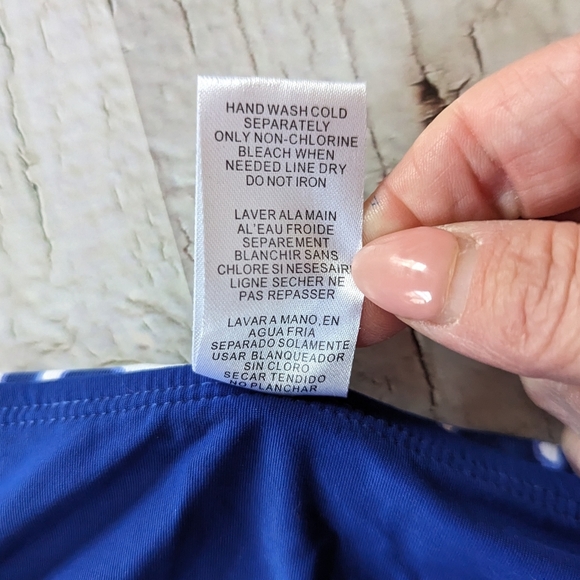 HAND WASH COLD
SEPARATELY
ONLY NON-CHLORINE
BLEACH WHEN
NEEDED LINE DRY
DO NOT IRON
LAVER ALA MAIN
AL'EAU FROIDE
SEPAREMENT
BLANCHIR SANS
CHLORE SI NESESAIR
LIGNE SECHER NE
PAS REPASSER
LAVAR A MANO, EN
AGUA FRIA
SEPARADO SOLAMENTE
USAR BLANQUEADOR
SIN CLORO
SECAR TENDIDO
NO PLANCHAR